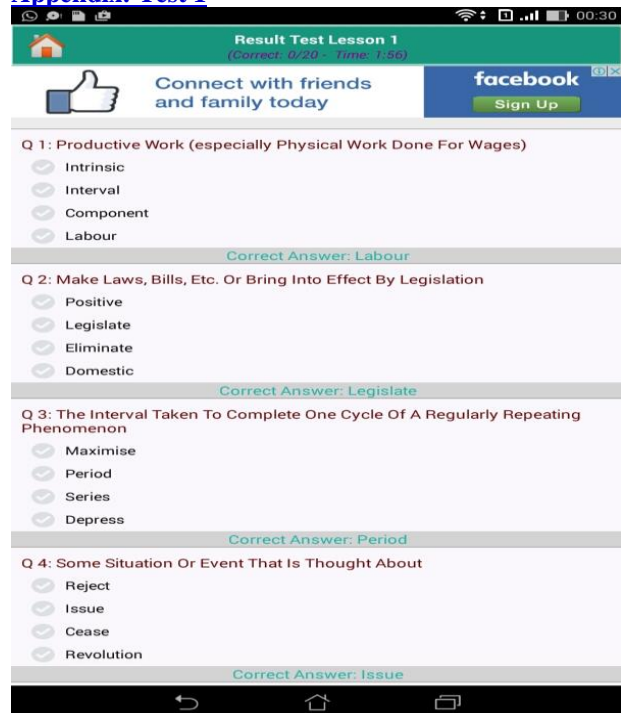 Appendix: Test 1
00:30
Result Test Lesson 1
(Correct: 0/20 - Time: 1:56)
Connect with friends
and family today
facebook
Sign Up
Q 1: Productive Work (especially Physical Work Done For Wages)
Intrinsic
Interval
Component
Labour
Correct Answer: Labour
Q 2: Make Laws, Bills, Etc. Or Bring Into Effect By Legislation
Positive
Legislate
Eliminate
Domestic
Correct Answer: Legislate
Q 3: The Interval Taken To Complete One Cycle Of A Regularly Repeating
Phenomenon
Maximise
Period
Series
Depress
Correct Answer: Period
Q 4: Some Situation Or Event That Is Thought About
Reject
Issue
Cease
Revolution
Correct Answer: Issue